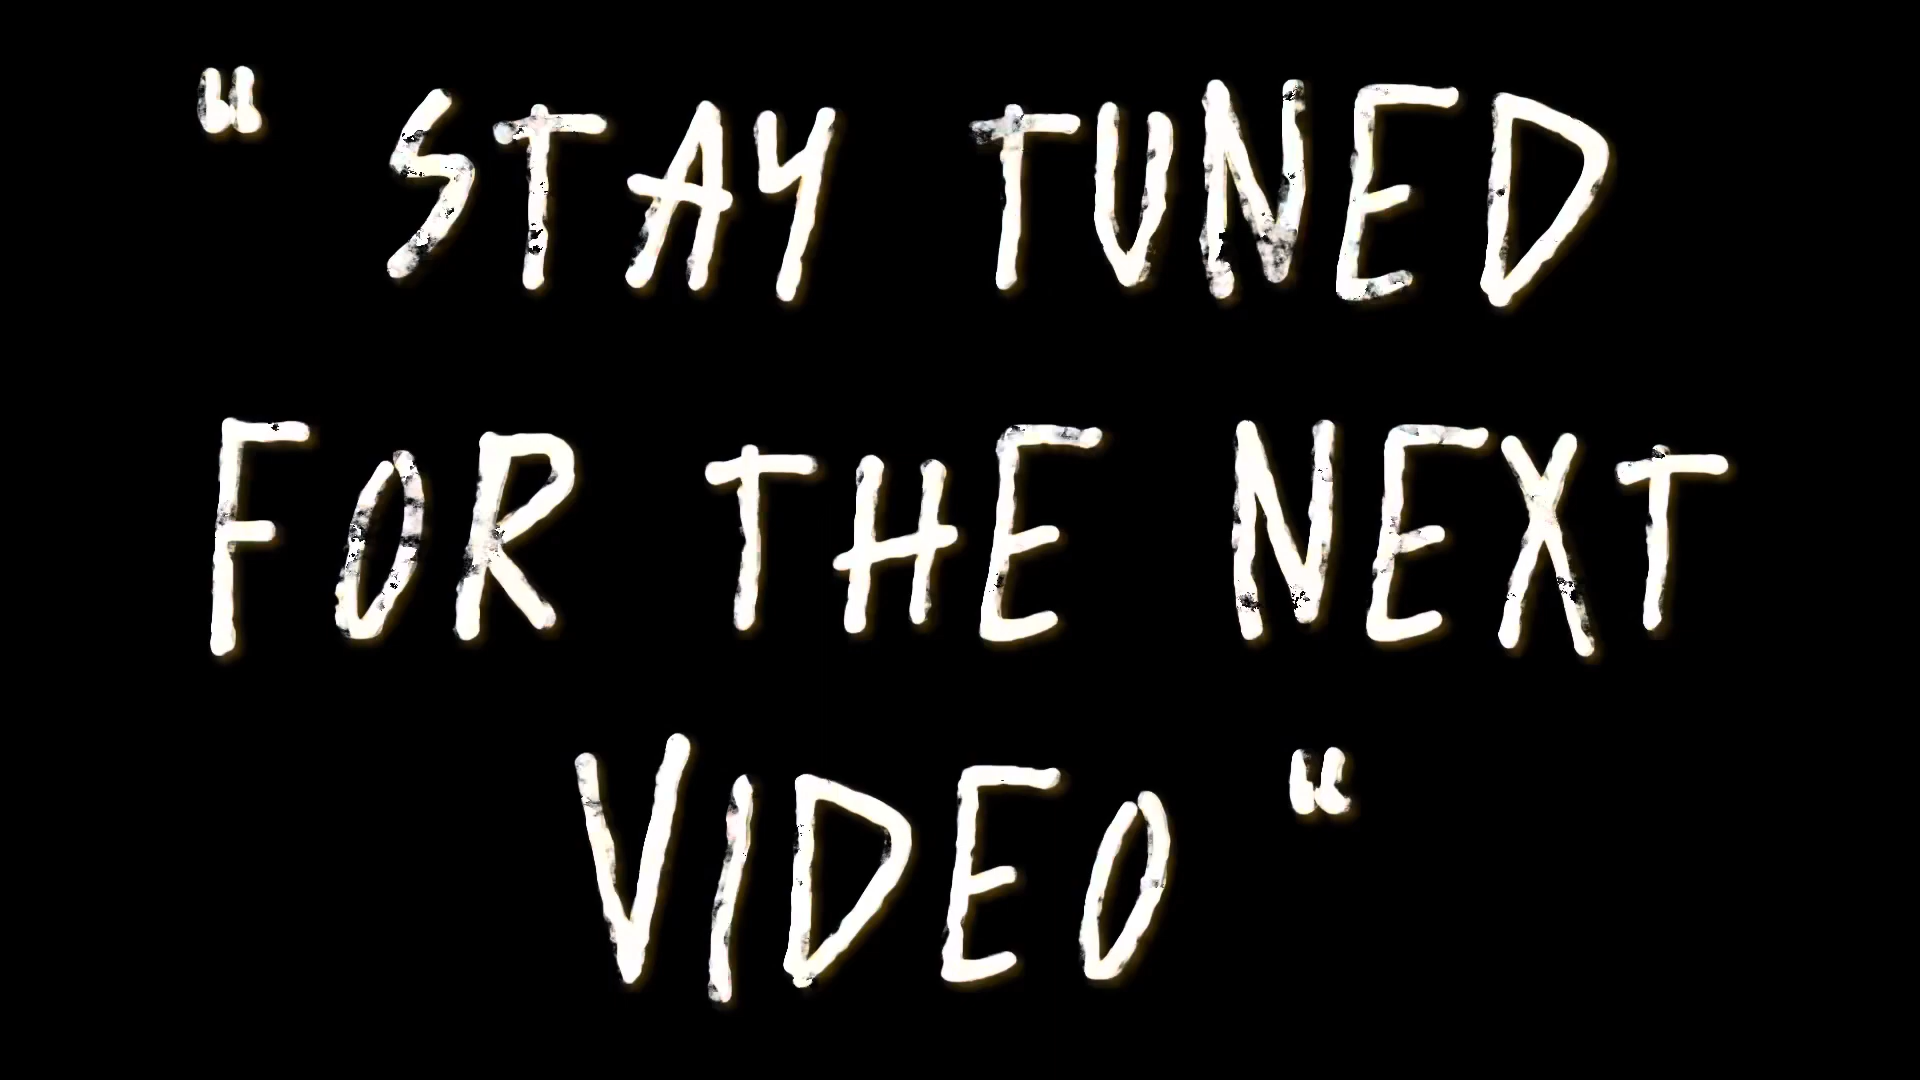 “ STAY TUNED
FOR THE NEXT
VIDEO “